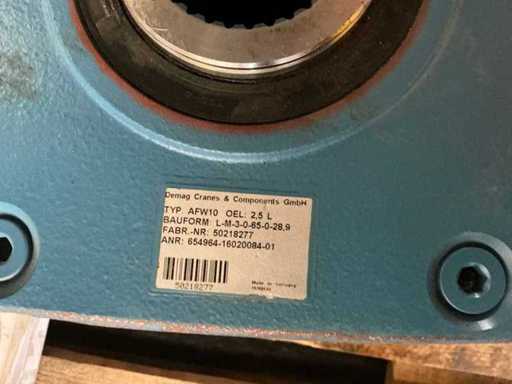 Demag Cranes & Components GmbH
TYP AFW10 OEL: 2,5 L
BAUFORM L-M-3-0-65-0-28,9
FABR.-NR: 50218277
ANR: 654964-16020084-01
50218277
Made in Germany